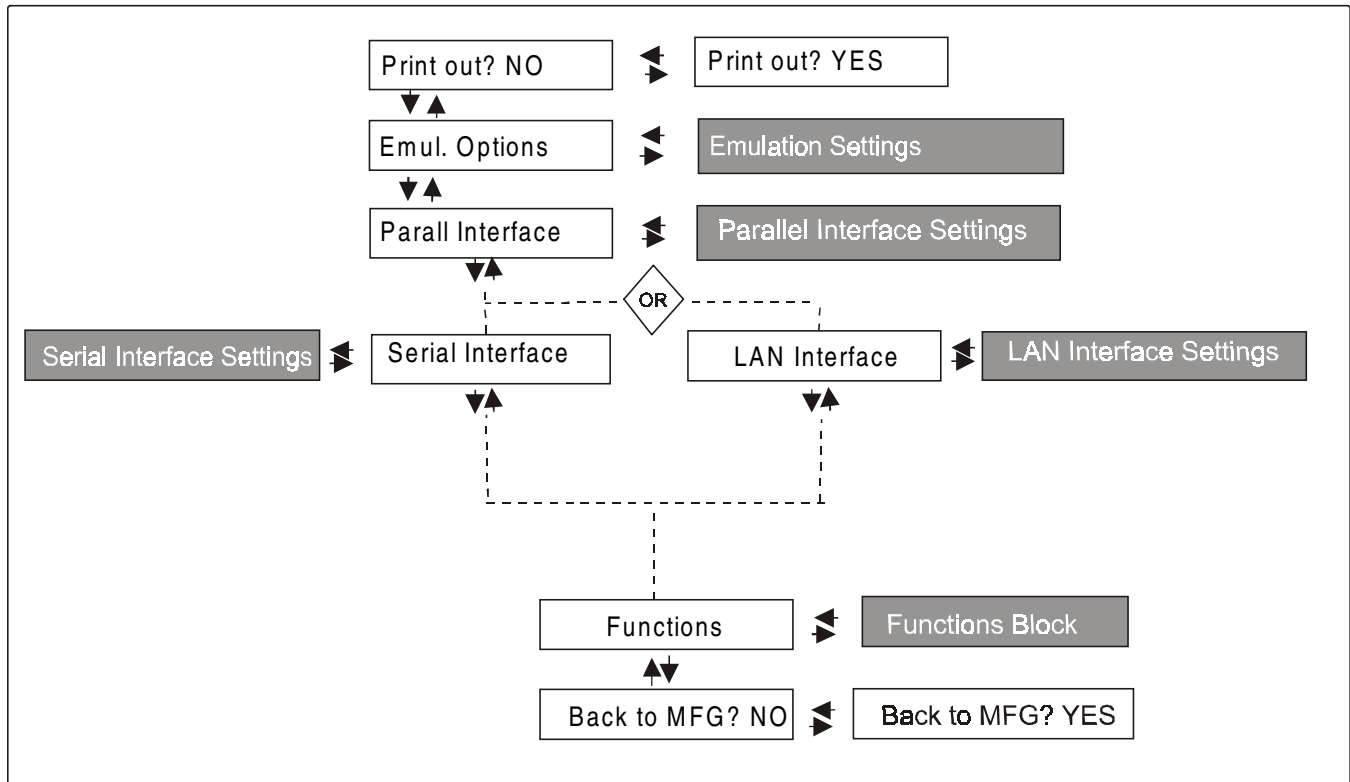 Print out? NO
Print out? YES
Emul. Options
Emulation Settings
Parall Interface
Parallel Interface Settings
OR
Serial Interface Settings
Serial Interface
LAN Interface
LAN Interface Settings
Functions
Functions Block
Back to MFG? NO
Back to MFG? YES